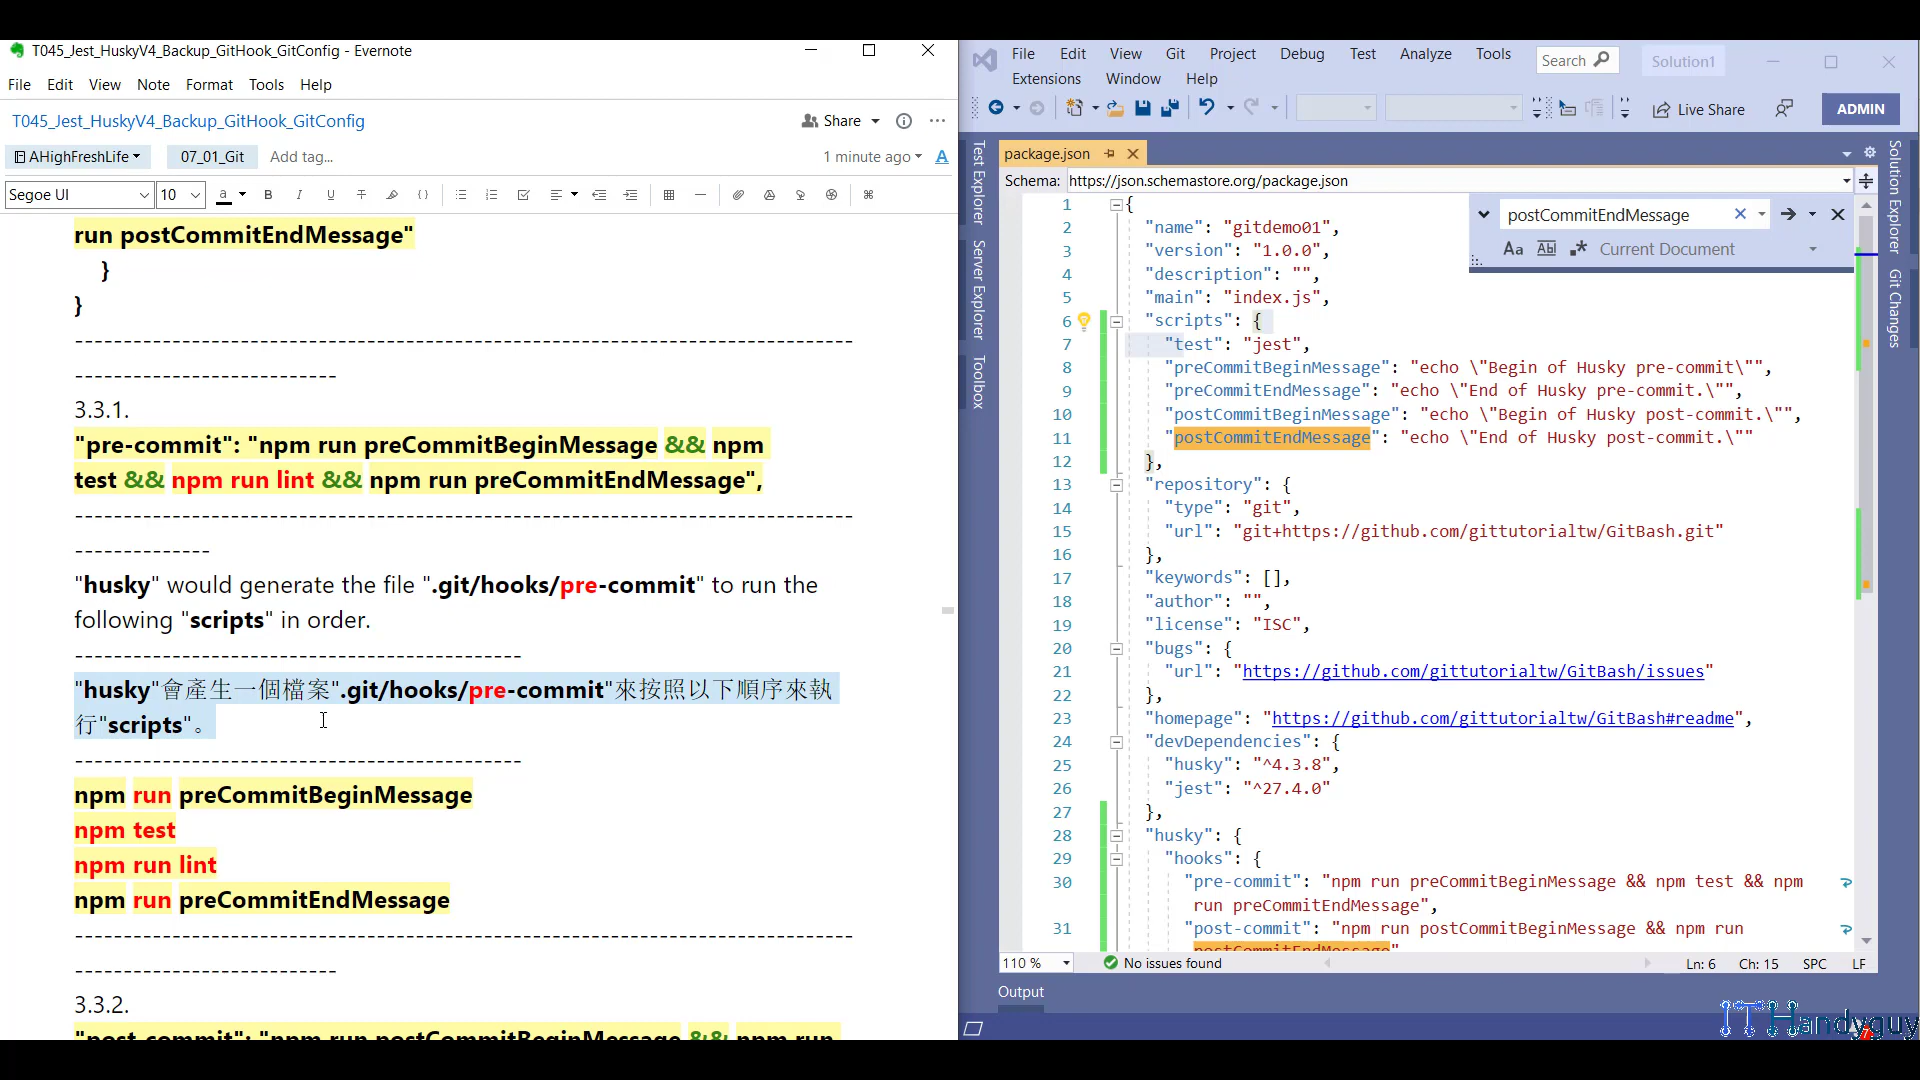 T045_Jest_HuskyV4_Backup_GitHook_GitConfig - Evernote
File Edit View Note Format Tools Help
T045_Jest_HuskyV4_Backup_GitHook_GitConfig
Share
AHighFreshLife
07_01_Git
Add tag...
1 minute ago
Segoe UI
10
run postCommitEndMessage"
}
}
--------------------------------------------------------------------------------
---------------------------
3.3.1.
"pre-commit": "npm run preCommitBeginMessage && npm
test && npm run lint && npm run preCommitEndMessage",
--------------------------------------------------------------------------------
--------------
"husky" would generate the file ".git/hooks/pre-commit" to run the
following "scripts" in order.
----------------------------------------------
"husky"會產生一個檔案".git/hooks/pre-commit"來按照以下順序來執
行"scripts"。
----------------------------------------------
npm run preCommitBeginMessage
npm test
npm run lint
npm run preCommitEndMessage
--------------------------------------------------------------------------------
---------------------------
3.3.2.
"post-commit": "npm run postCommitBeginMessage && npm run
File Edit View Git Project Debug Test Analyze Tools
Extensions Window Help
Search
Solution1
Live Share
ADMIN
Test Explorer
Server Explorer
Toolbox
Solution Explorer
Git Changes
package.json
Schema: https://json.schemastore.org/package.json
postCommitEndMessage
Aa Abl Current Document
1 {
2 "name": "gitdemo01",
3 "version": "1.0.0",
4 "description": "",
5 "main": "index.js",
6 "scripts": {
7 "test": "jest",
8 "preCommitBeginMessage": "echo \"Begin of Husky pre-commit\"",
9 "preCommitEndMessage": "echo \"End of Husky pre-commit.\"",
10 "postCommitBeginMessage": "echo \"Begin of Husky post-commit.\"",
11 "postCommitEndMessage": "echo \"End of Husky post-commit.\""
12 },
13 "repository": {
14 "type": "git",
15 "url": "git+https://github.com/gittutorialtw/GitBash.git"
16 },
17 "keywords": [],
18 "author": "",
19 "license": "ISC",
20 "bugs": {
21 "url": "https://github.com/gittutorialtw/GitBash/issues"
22 },
23 "homepage": "https://github.com/gittutorialtw/GitBash#readme",
24 "devDependencies": {
25 "husky": "^4.3.8",
26 "jest": "^27.4.0"
27 },
28 "husky": {
29 "hooks": {
30 "pre-commit": "npm run preCommitBeginMessage && npm test && npm
run preCommitEndMessage",
31 "post-commit": "npm run postCommitBeginMessage && npm run
postCommitEndMessage"
110 %
No issues found
Ln: 6 Ch: 15 SPC LF
Output
ITHandyguy